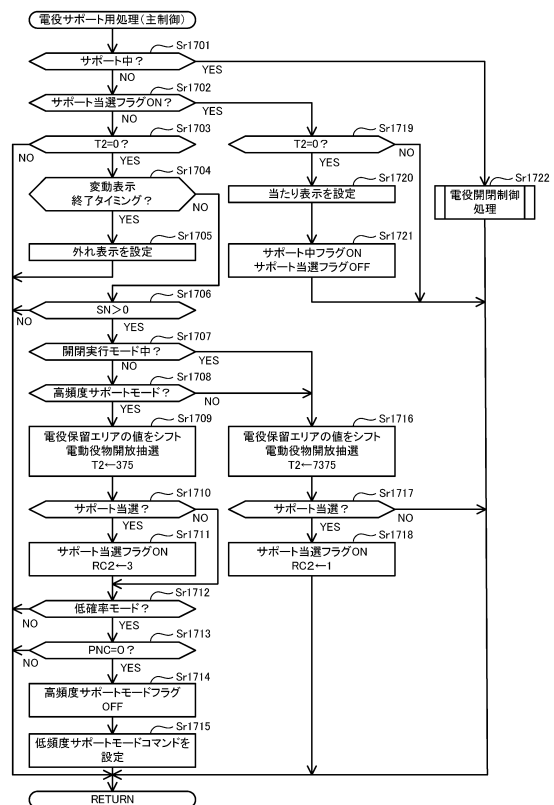 電役サポート用処理(主制御)
Sr1701
サポート中?
YES
NO
Sr1702
サポート当選フラグON?
YES
NO
Sr1703
T2=0?
NO
YES
Sr1704
変動表示
終了タイミング?
NO
YES
Sr1705
外れ表示を設定
Sr1719
T2=0?
NO
YES
Sr1720
当たり表示を設定
Sr1721
サポート中フラグON
サポート当選フラグOFF
Sr1722
電役開閉制御
処理
Sr1706
SN>0
NO
YES
Sr1707
開閉実行モード中?
YES
NO
Sr1708
高頻度サポートモード?
NO
YES
Sr1709
電役保留エリアの値をシフト
電動役物開放抽選
T2←375
Sr1716
電役保留エリアの値をシフト
電動役物開放抽選
T2←7375
Sr1710
サポート当選?
NO
YES
Sr1711
サポート当選フラグON
RC2←3
Sr1717
サポート当選?
NO
YES
Sr1718
サポート当選フラグON
RC2←1
Sr1712
低確率モード?
NO
YES
Sr1713
PNC=0?
NO
YES
Sr1714
高頻度サポートモードフラグ
OFF
Sr1715
低頻度サポートモードコマンドを
設定
RETURN